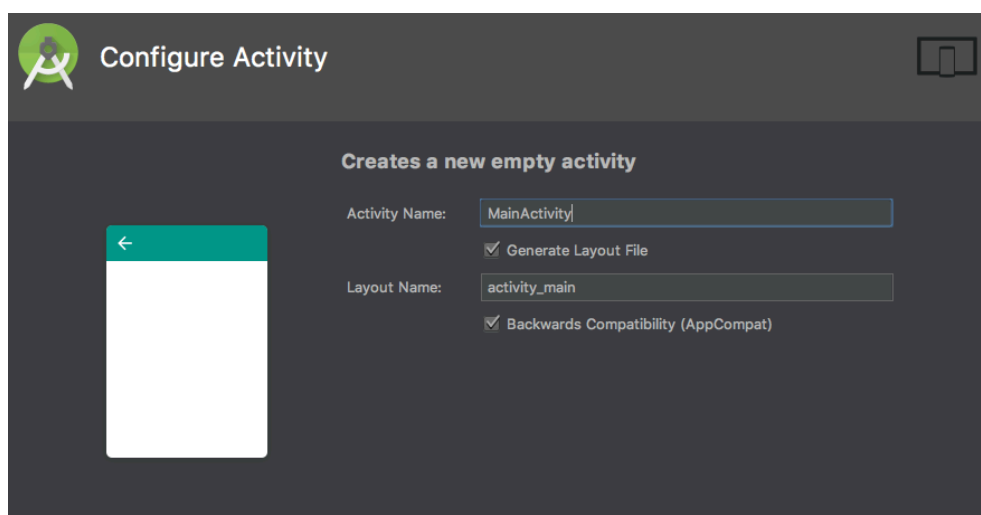 Configure Activity
Creates a new empty activity
Activity Name: MainActivity
Generate Layout File
Layout Name: activity_main
Backwards Compatibility (AppCompat)